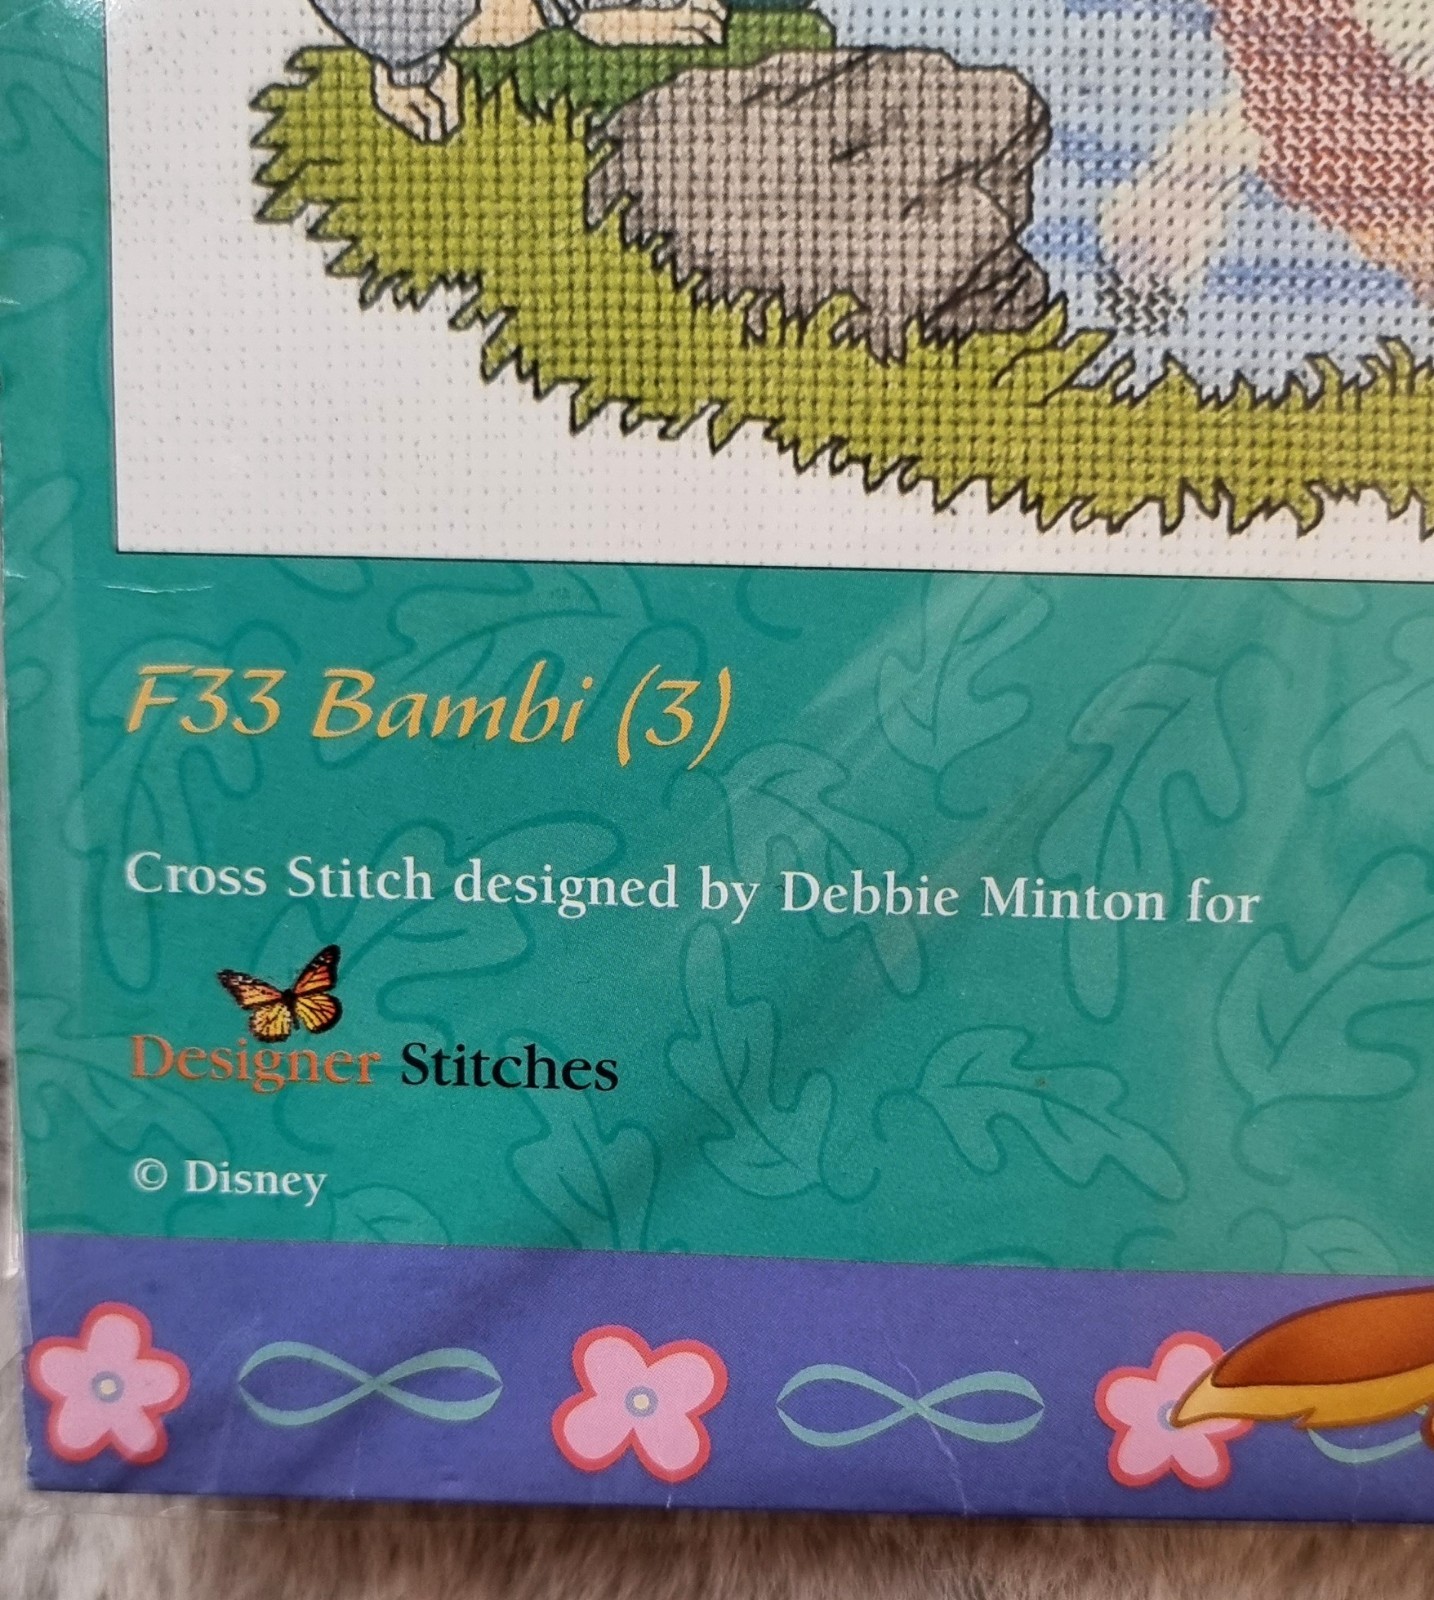 F33 Bambi (3)
Cross Stitch designed by Debbie Minton for
Designer Stitches
© Disney